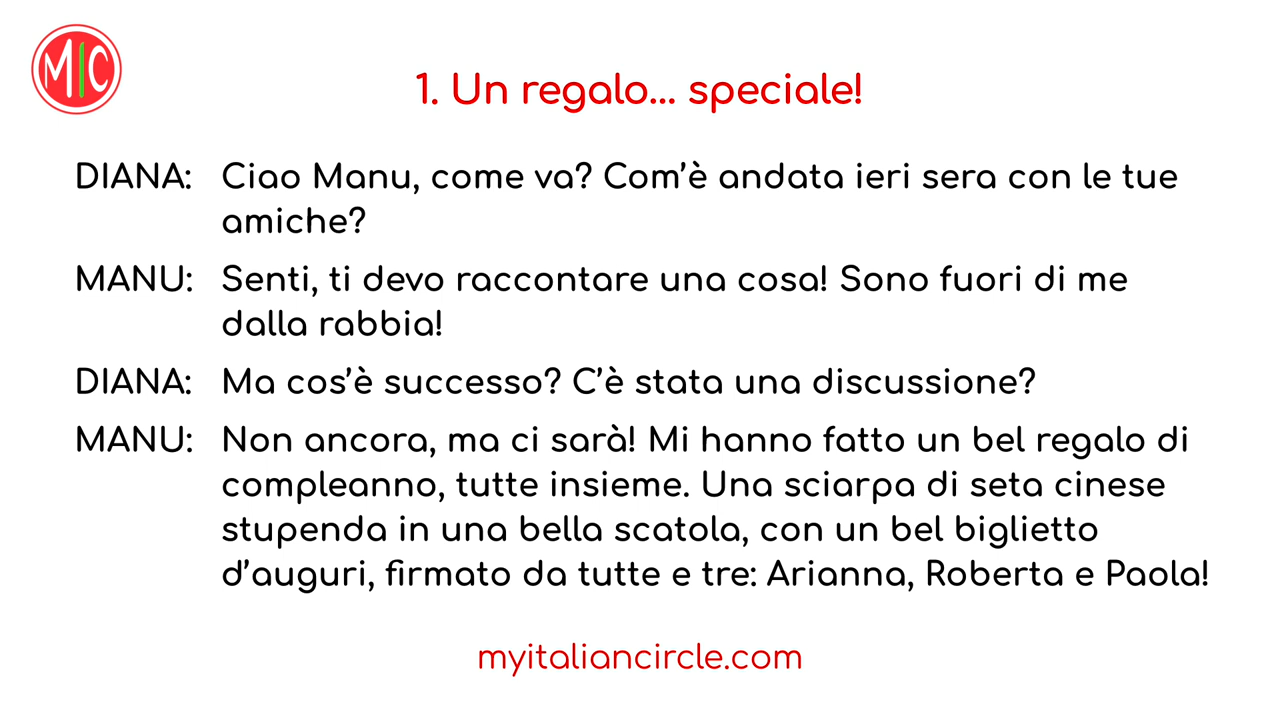 MIC
1. Un regalo... speciale!
DIANA: Ciao Manu, come va? Com'è andata ieri sera con le tue
amiche?
MANU: Senti, ti devo raccontare una cosa! Sono fuori di me
dalla rabbia!
DIANA: Ma cos'è successo? C'è stata una discussione?
MANU: Non ancora, ma ci sarà! Mi hanno fatto un bel regalo di
compleanno, tutte insieme. Una sciarpa di seta cinese
stupenda in una bella scatola, con un bel biglietto
d'auguri, firmato da tutte e tre: Arianna, Roberta e Paola!
myitaliancircle.com